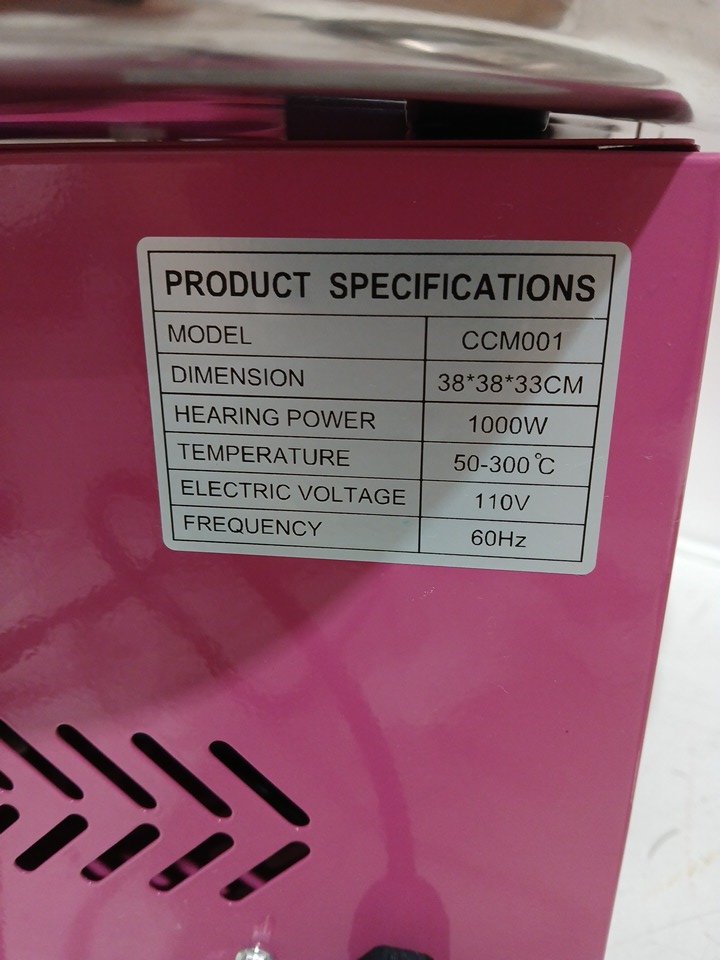 PRODUCT SPECIFICATIONS
MODEL CCM001
DIMENSION 38*38*33CM
HEARING POWER 1000W
TEMPERATURE 50-300℃
ELECTRIC VOLTAGE 110V
FREQUENCY 60Hz